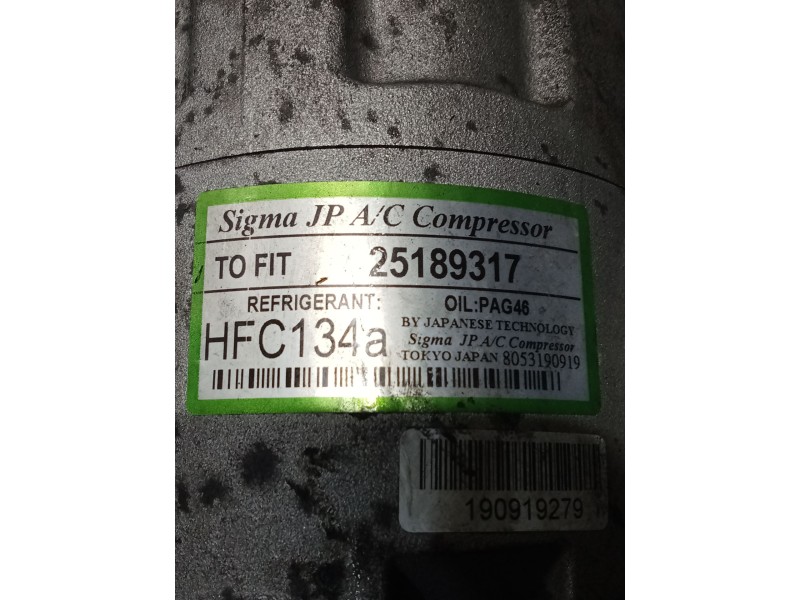 Sigma JP A/C Compressor
TO FIT 25189317
REFRIGERANT: OIL:PAG46
HFC134a
BY JAPANESE TECHNOLOGY
Sigma JP A/C Compressor
TOKYO JAPAN 8053190919
190919279